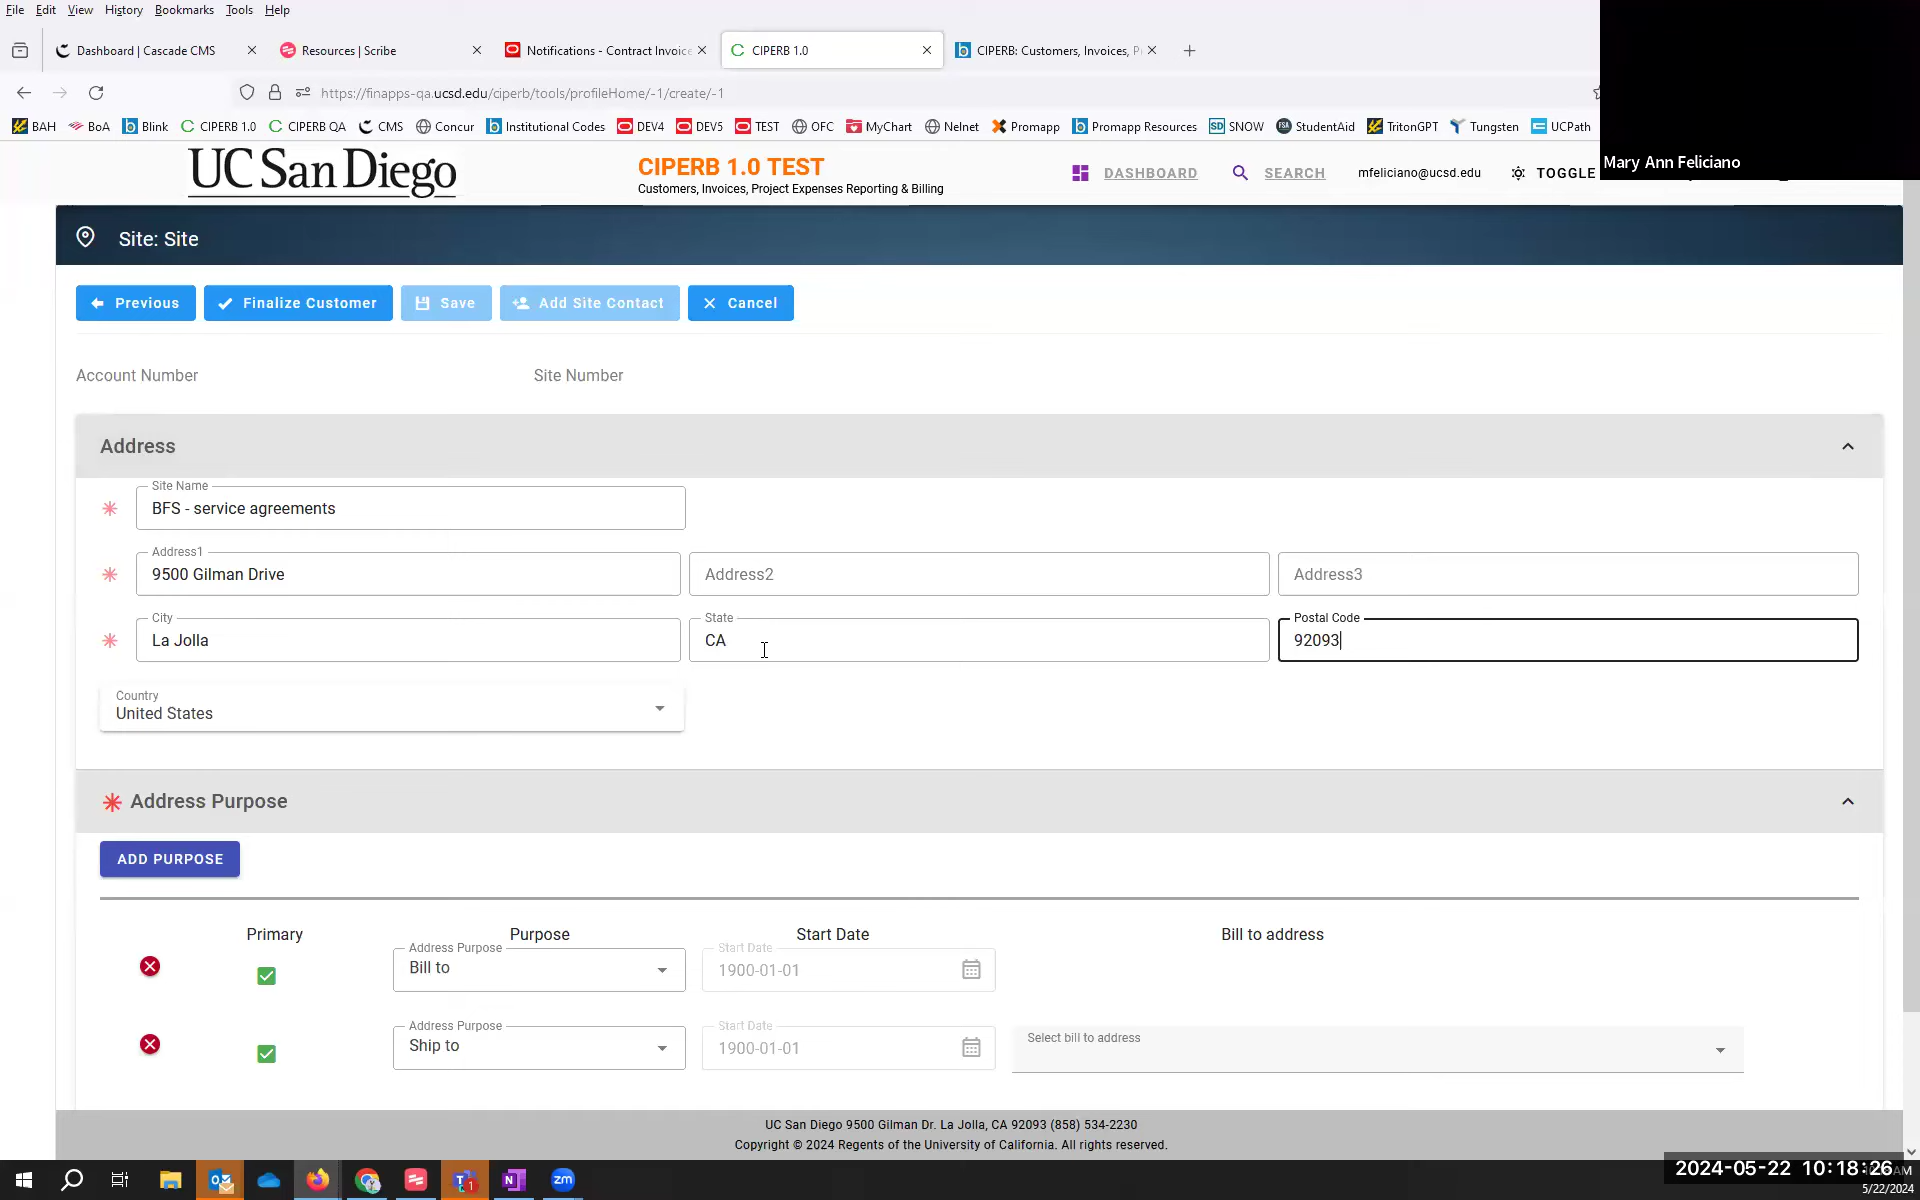 File Edit View History Bookmarks Tools Help
Dashboard | Cascade CMS
Resources | Scribe
Notifications - Contract Invoice
CIPERB 1.0
CIPERB: Customers, Invoices, P
https://finapps-qa.ucsd.edu/ciperb/tools/profileHome/-1/create/-1
BAH BoA Blink CIPERB 1.0 CIPERB QA CMS Concur Institutional Codes DEV4 DEV5 TEST OFC MyChart Nelnet Promapp Promapp Resources SNOW StudentAid TritonGPT Tungsten UCPath
Mary Ann Feliciano
UC San Diego
CIPERB 1.0 TEST
Customers, Invoices, Project Expenses Reporting & Billing
DASHBOARD SEARCH mfeliciano@ucsd.edu TOGGLE
Site: Site
Previous Finalize Customer Save Add Site Contact Cancel
Account Number Site Number
Address
Site Name
BFS - service agreements
Address1
9500 Gilman Drive Address2 Address3
City State Postal Code
La Jolla CA 92093
Country
United States
Address Purpose
ADD PURPOSE
Primary Purpose Start Date Bill to address
Address Purpose Start Date
Bill to 1900-01-01
Address Purpose Start Date Select bill to address
Ship to 1900-01-01
UC San Diego 9500 Gilman Dr. La Jolla, CA 92093 (858) 534-2230
Copyright © 2024 Regents of the University of California. All rights reserved.
2024-05-22 10:18:26
5/22/2024